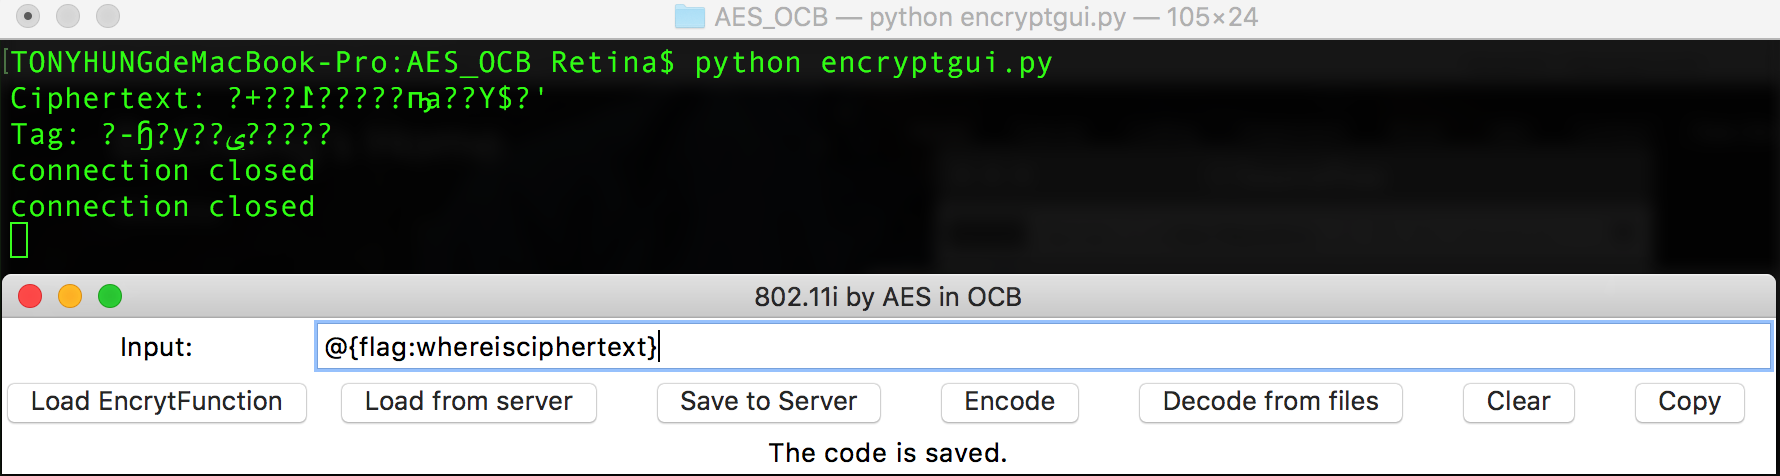 AES_OCB — python encryptgui.py — 105×24
[TONYHUNGdeMacBook-Pro:AES_OCB Retina$ python encryptgui.py
Ciphertext: ?+??ߗ?????ҧa??Y$?'
Tag: ?-ђ?y??ي?????
connection closed
connection closed
802.11i by AES in OCB
Input: @{flag:whereisciphertext}
Load EncrytFunction Load from server Save to Server Encode Decode from files Clear Copy
The code is saved.